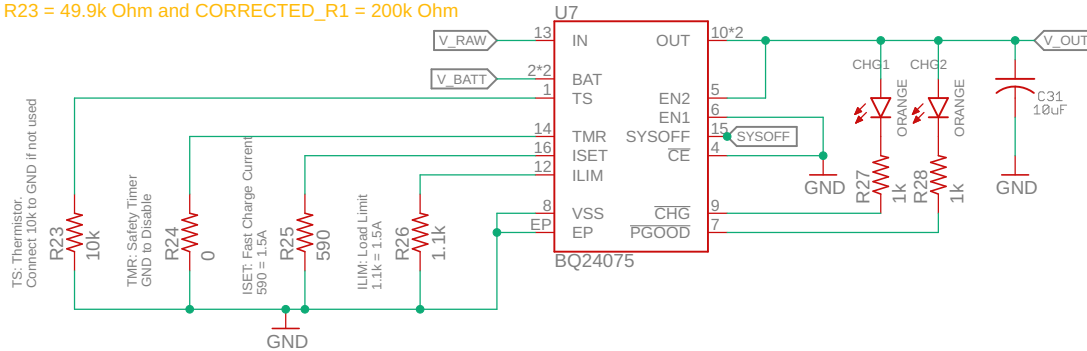 R23 = 49.9k Ohm and CORRECTED_R1 = 200k Ohm
U7
V_RAW
13
IN
OUT
10*2
V_OUT
V_BATT
2*2
BAT
1
TS
EN2
5
EN1
6
14
TMR
SYSOFF
15
SYSOFF
16
ISET
CE
4
12
ILIM
8
VSS
CHG
9
EP
EP
PGOOD
7
BQ24075
CHG1
ORANGE
CHG2
ORANGE
C31
10uF
R27
1k
R28
1k
GND
GND
TS: Thermistor.
Connect 10k to GND if not used
R23
10k
TMR: Safety Timer
GND to Disable
R24
0
ISET: Fast Charge Current
590 = 1.5A
R25
590
ILIM: Load Limit
1.1k = 1.5A
R26
1.1k
GND